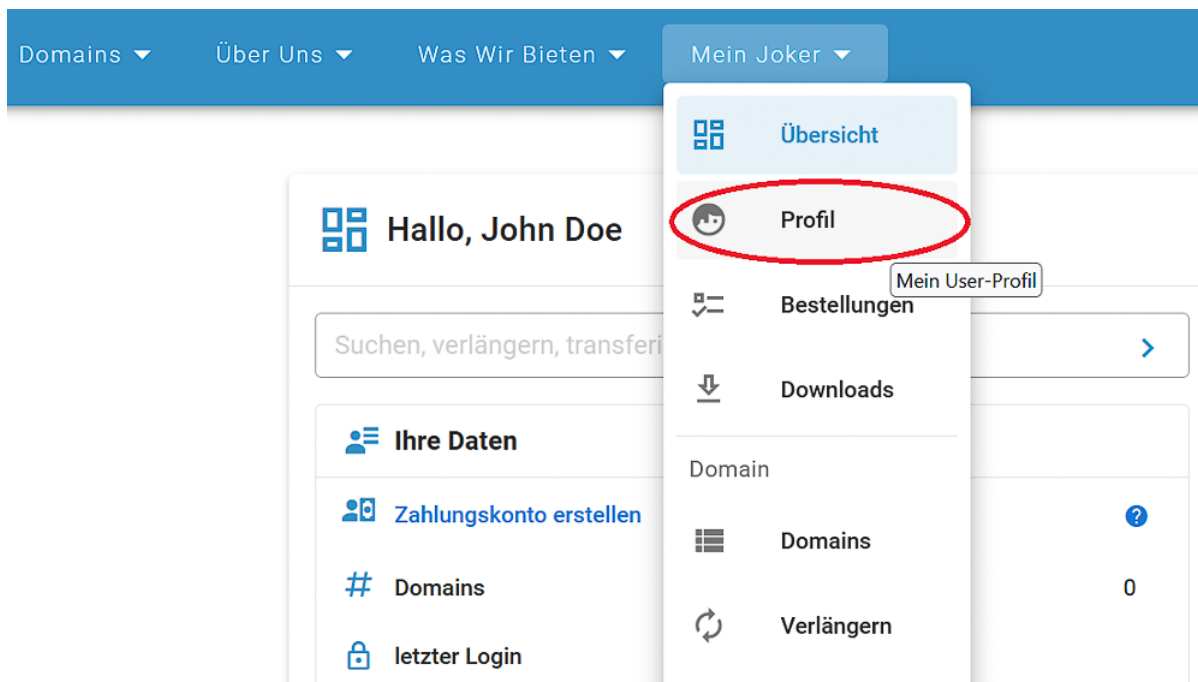 Domains
Über Uns
Was Wir Bieten
Mein Joker
Übersicht
Profil
Mein User-Profil
Bestellungen
Downloads
Domain
Domains
Verlängern
Hallo, John Doe
Suchen, verlängern, transferi
Ihre Daten
Zahlungskonto erstellen
?
# Domains
0
letzter Login